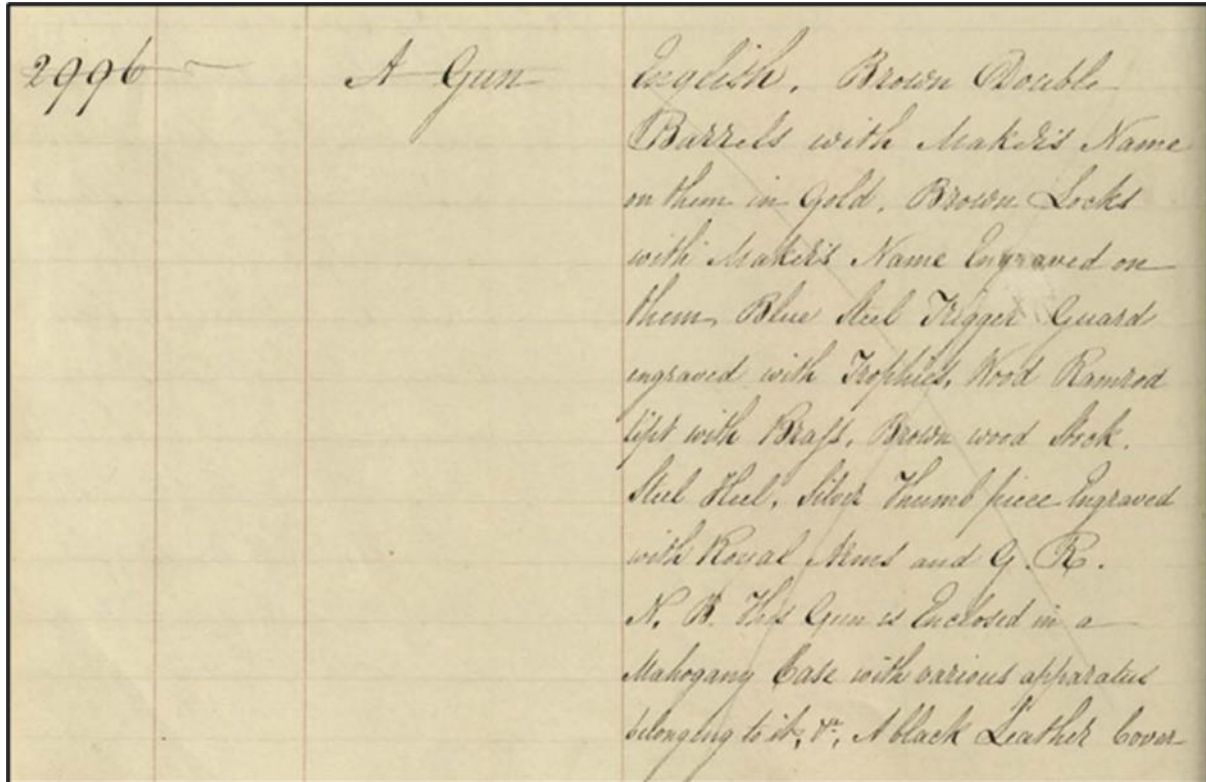 2996 A Gun English, Brown Double
Barrels with Maker's Name
on them in Gold, Brown Locks
with Maker's Name Engraved on
them, Blue Steel Trigger Guard
engraved with Trophies, Wood Ramrod
tipt with Brass, Brown wood Stock.
Steel Heel, Silver Thumb piece Engraved
with Royal Arms and G. R.
N. B. This Gun is Enclosed in a
Mahogany Case with various apparatus
belonging to it, &c, A black Leather Cover